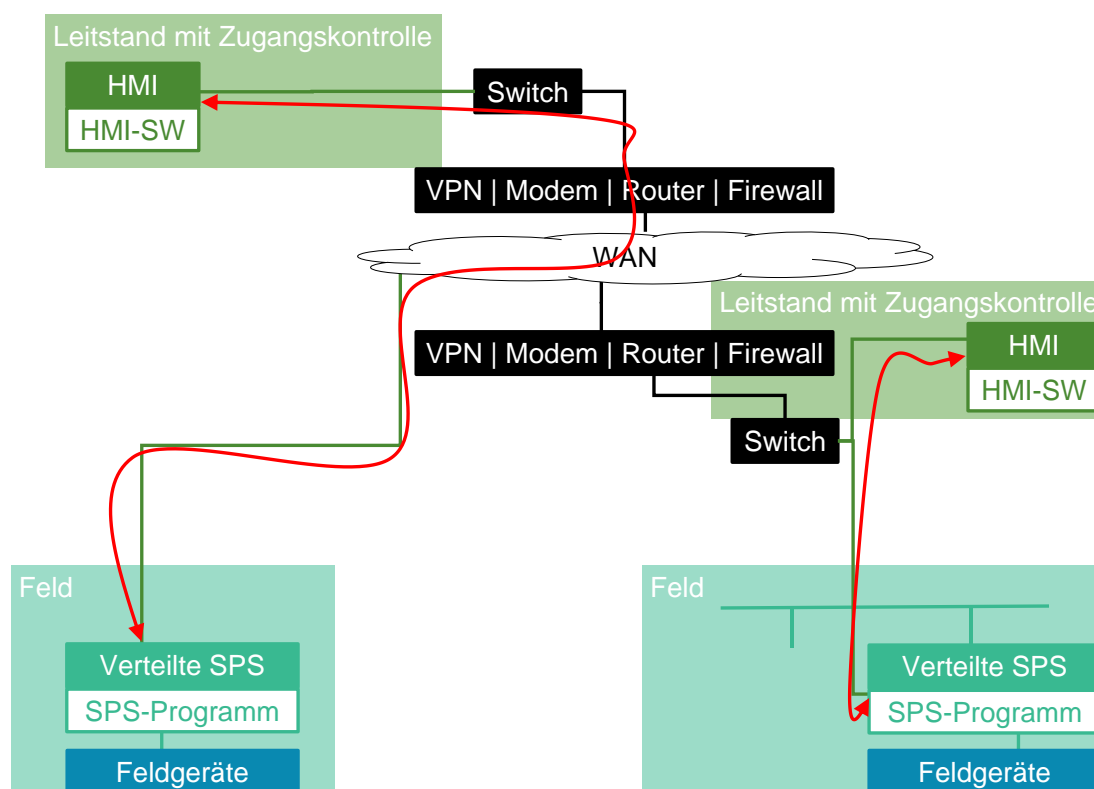 Leitstand mit Zugangskontrolle
HMI
HMI-SW
Switch
VPN | Modem | Router | Firewall
WAN
Leitstand mit Zugangskontrolle
VPN | Modem | Router | Firewall
HMI
HMI-SW
Switch
Feld
Verteilte SPS
SPS-Programm
Feldgeräte
Feld
Verteilte SPS
SPS-Programm
Feldgeräte